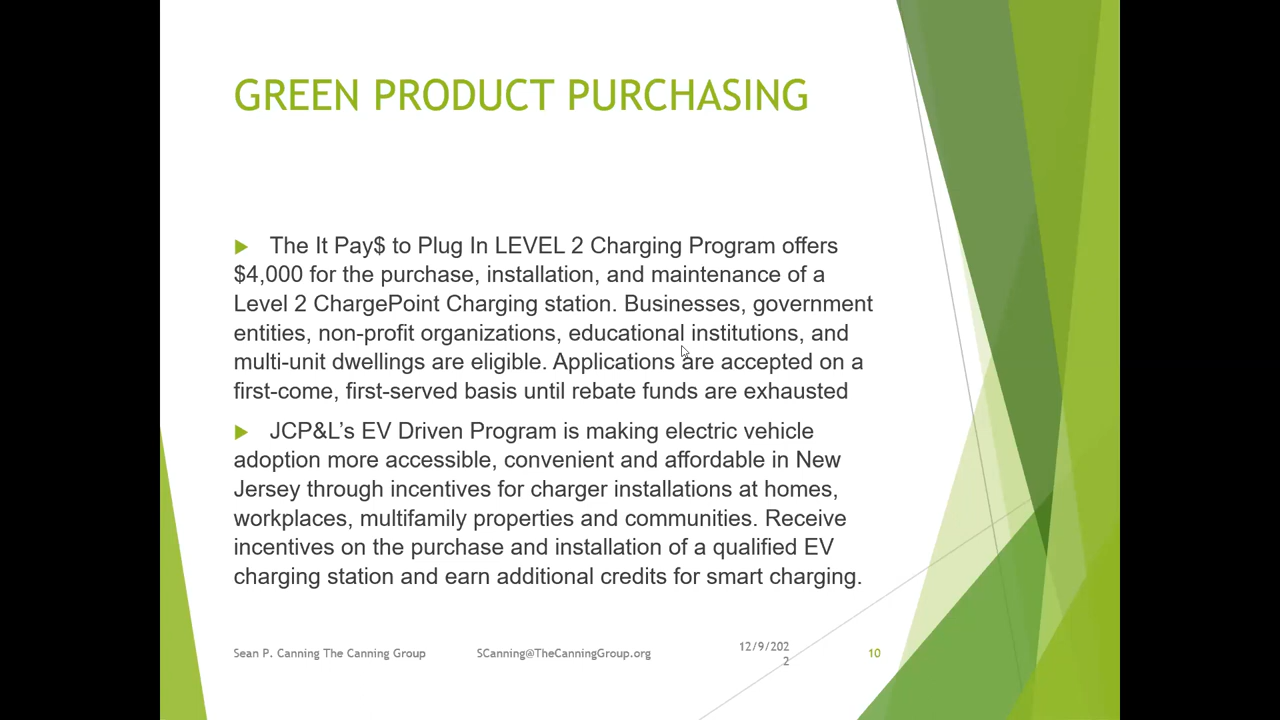 GREEN PRODUCT PURCHASING
The It Pay$ to Plug In LEVEL 2 Charging Program offers
$4,000 for the purchase, installation, and maintenance of a
Level 2 ChargePoint Charging station. Businesses, government
entities, non-profit organizations, educational institutions, and
multi-unit dwellings are eligible. Applications are accepted on a
first-come, first-served basis until rebate funds are exhausted
JCP&L’s EV Driven Program is making electric vehicle
adoption more accessible, convenient and affordable in New
Jersey through incentives for charger installations at homes,
workplaces, multifamily properties and communities. Receive
incentives on the purchase and installation of a qualified EV
charging station and earn additional credits for smart charging.
Sean P. Canning The Canning Group SCanning@TheCanningGroup.org 12/9/202 10
2